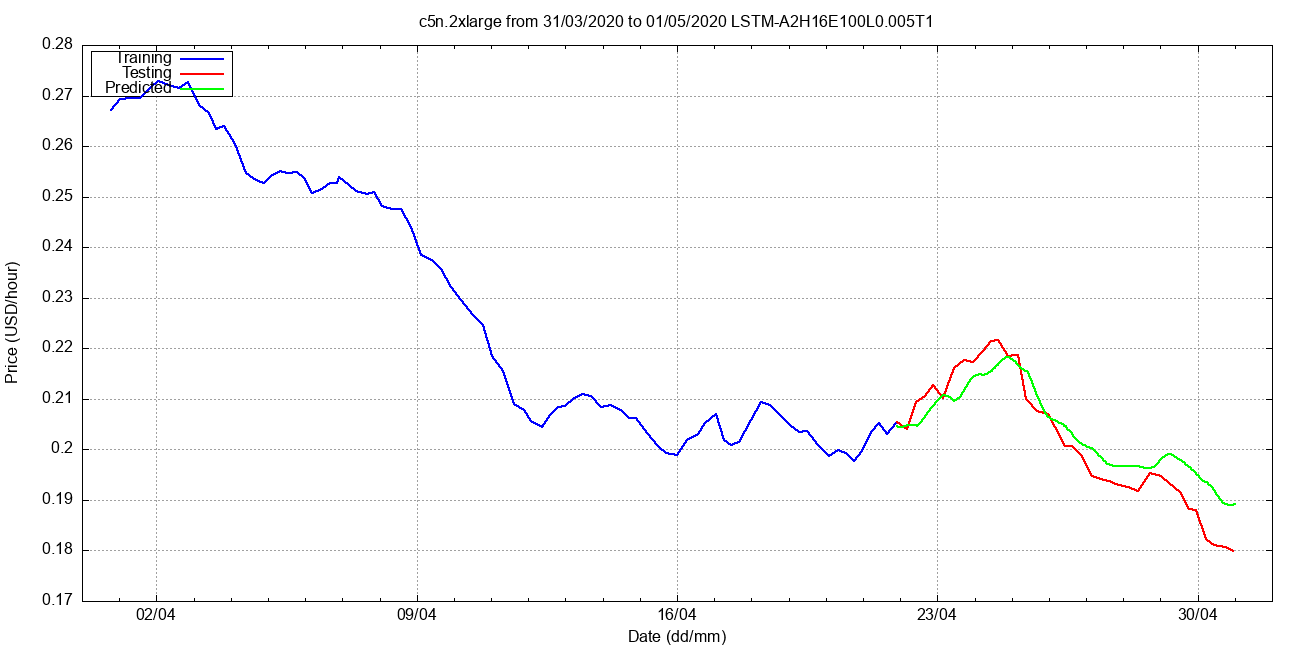 c5n.2xlarge from 31/03/2020 to 01/05/2020 LSTM-A2H16E100L0.005T1
0.28
Training
Testing
Predicted
0.27
0.26
0.25
0.24
0.23
0.22
0.21
0.2
0.19
0.18
0.17
Price (USD/hour)
02/04 09/04 16/04 23/04 30/04
Date (dd/mm)